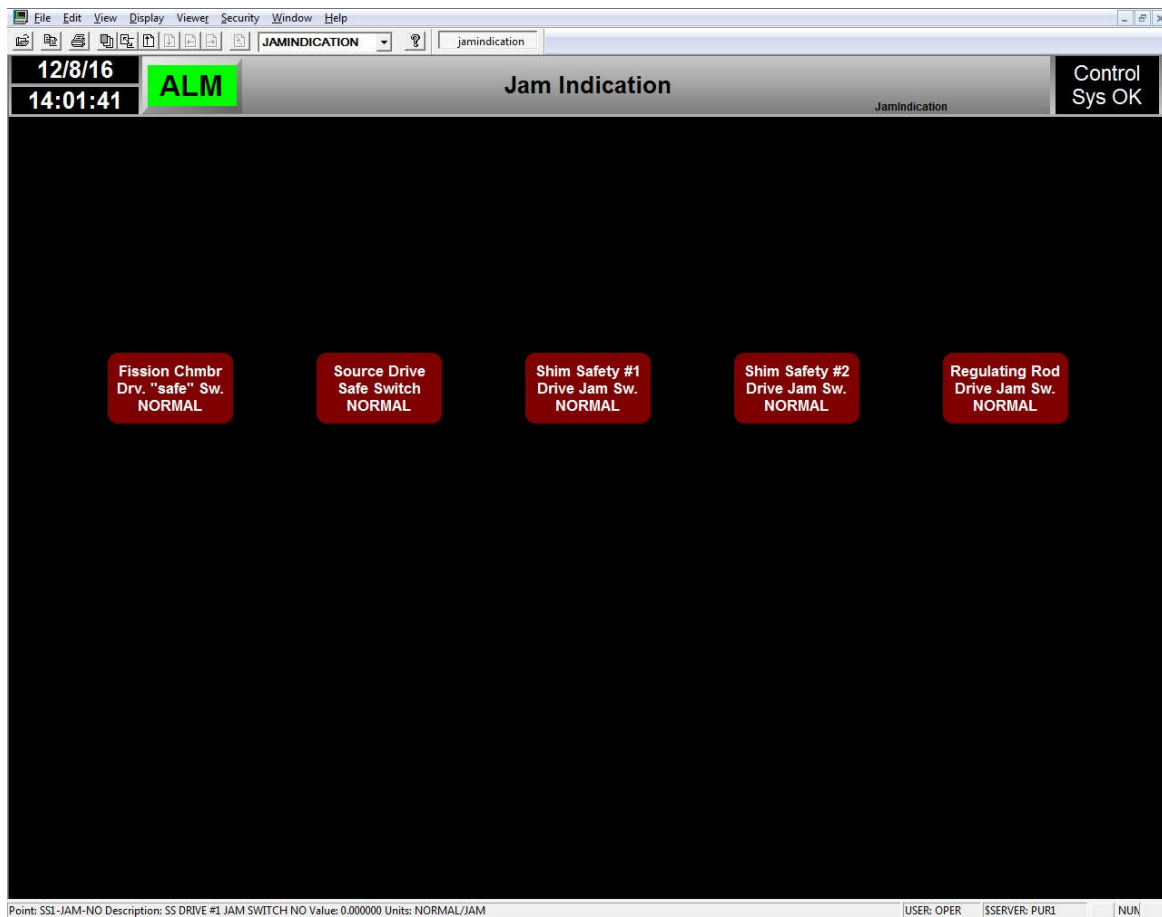 File Edit View Display Viewer Security Window Help
JAMINDICATION jamindication
12/8/16
14:01:41
ALM
Jam Indication
JamIndication
Control
Sys OK
Fission Chmbr
Drv. "safe" Sw.
NORMAL
Source Drive
Safe Switch
NORMAL
Shim Safety #1
Drive Jam Sw.
NORMAL
Shim Safety #2
Drive Jam Sw.
NORMAL
Regulating Rod
Drive Jam Sw.
NORMAL
Point: SS1-JAM-NO Description: SS DRIVE #1 JAM SWITCH NO Value: 0.000000 Units: NORMAL/JAM USER: OPER $SERVER: PUR1 NUM